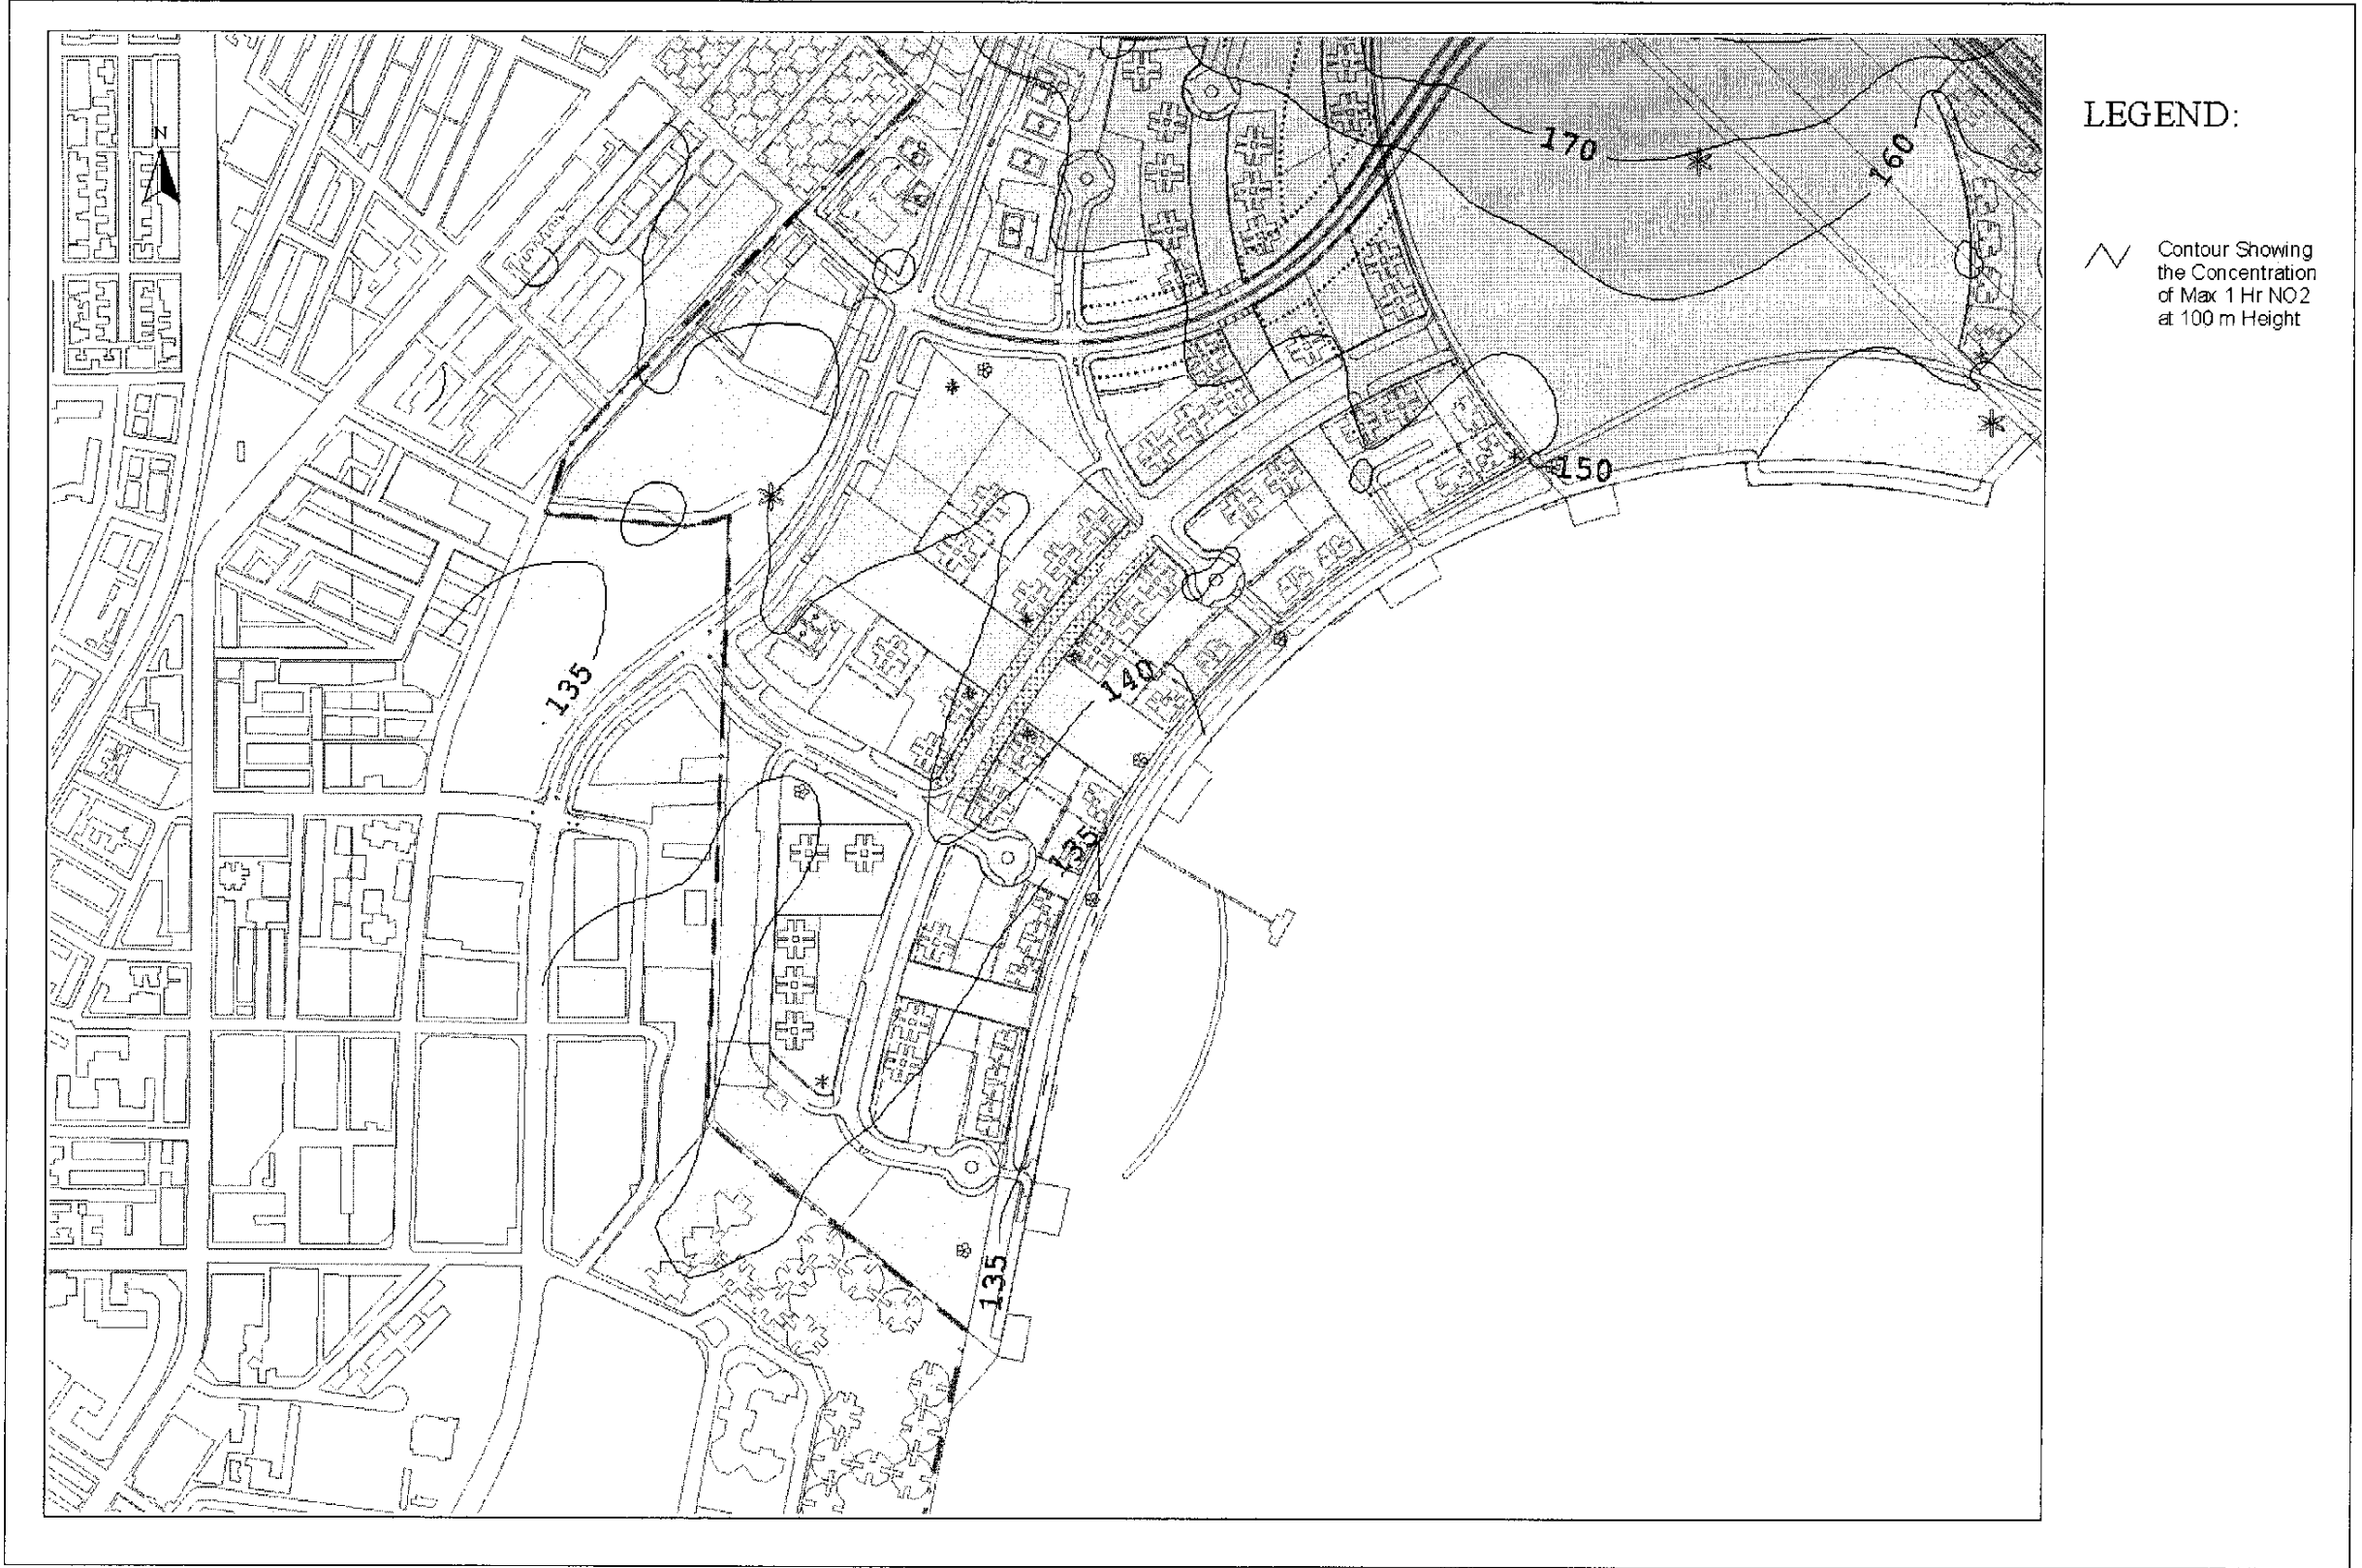 N
170
160
150
135
140
135
135
LEGEND:
Contour Showing
the Concentration
of Max 1 Hr NO2
at 100 m Height